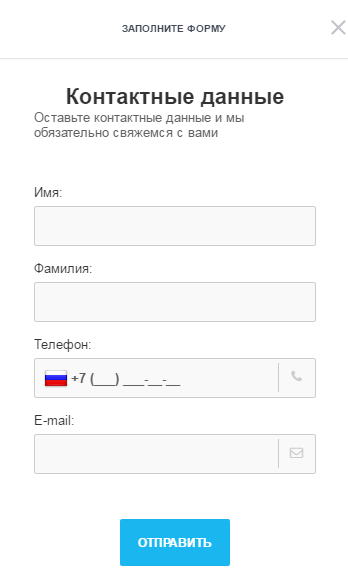 ЗАПОЛНИТЕ ФОРМУ
Контактные данные
Оставьте контактные данные и мы
обязательно свяжемся с вами
Имя:
Фамилия:
Телефон:
+7 (___) ___-__-__
E-mail:
ОТПРАВИТЬ